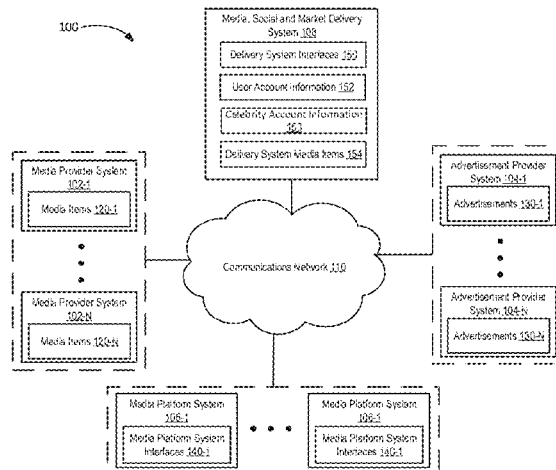 100
Media, Social and Market Delivery
System 108
Delivery System Interfaces 150
User Account Information 152
Celebrity Account Information
153
Delivery System Media Items 154
Media Provider System
102-1
Media Items 120-1
Media Provider System
102-N
Media Items 120-N
Communications Network 110
Advertisement Provider
System 104-1
Advertisements 130-1
Advertisement Provider
System 104-N
Advertisements 130-N
Media Platform System
106-1
Media Platform System
Interfaces 140-1
Media Platform System
106-1
Media Platform System
Interfaces 140-1